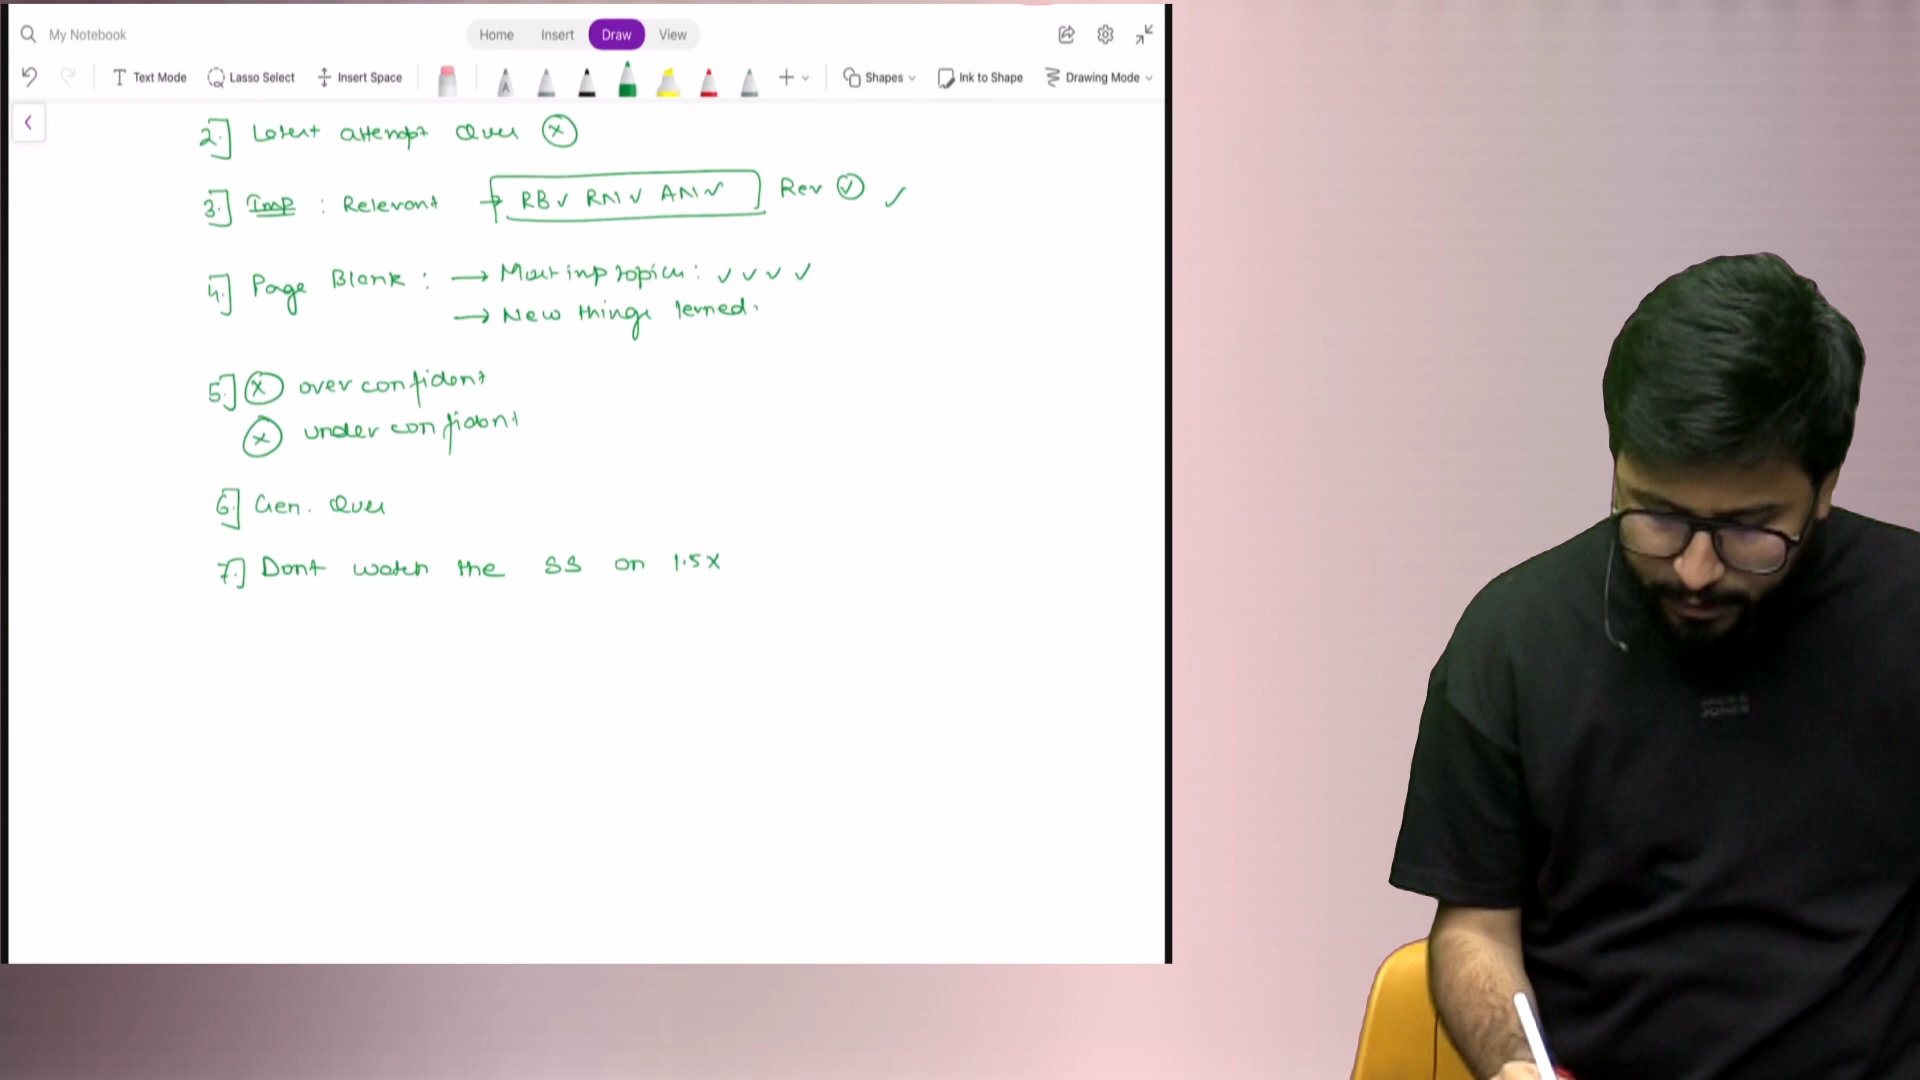 My Notebook
Home Insert Draw View
Text Mode Lasso Select Insert Space Shapes Ink to Shape Drawing Mode
2.] Latest attempt Ques
3.] Imp : Relevant → RB ✓ RM ✓ AM ✓ Rev ✓ ✓
4.] Page Blank : → Most imp topics : ✓ ✓ ✓ ✓
→ New things lerned.
5.] x over confident
x under confident
6.] Gen. Ques
7.] Dont watch the SS on 1.5X
JACK &
JONES